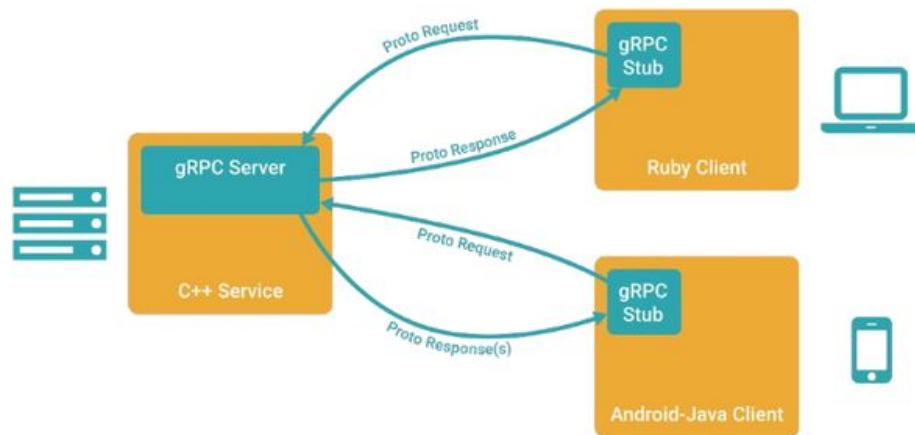 Proto Request
gRPC
Stub
Proto Response
Ruby Client
gRPC Server
C++ Service
Proto Request
gRPC
Stub
Proto Response(s)
Android-Java Client